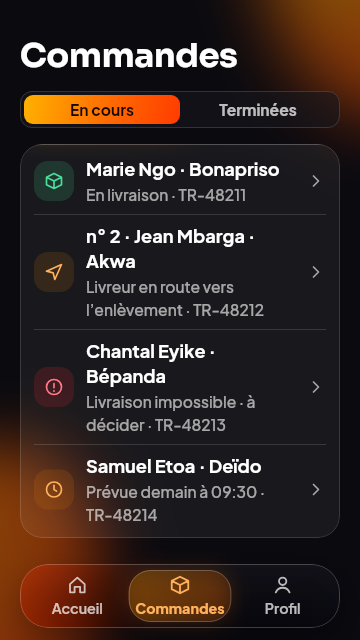 Commandes
En cours
Terminées
Marie Ngo · Bonapriso
En livraison · TR-48211
n° 2 · Jean Mbarga ·
Akwa
Livreur en route vers
l'enlèvement · TR-48212
Chantal Eyike ·
Bépanda
Livraison impossible · à
décider · TR-48213
Samuel Etoa · Deïdo
Prévue demain à 09:30 ·
TR-48214
Accueil
Commandes
Profil